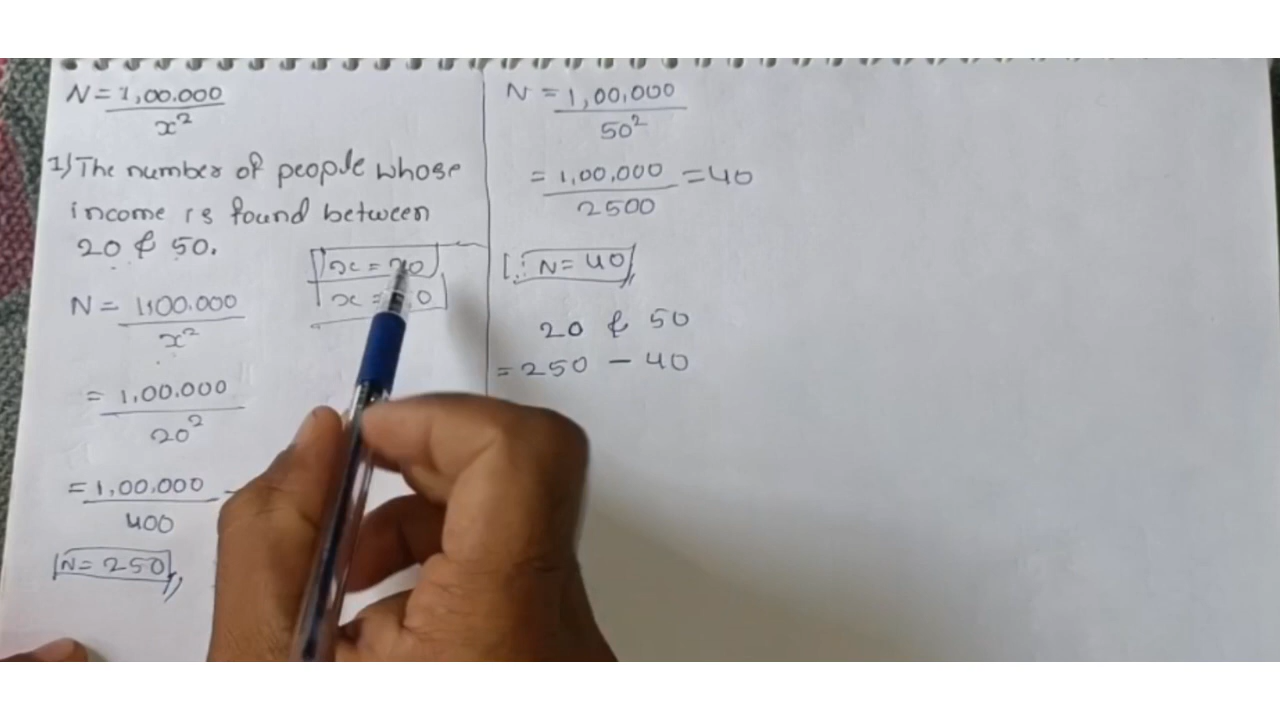 N = 1,00.000
x²
1) The number of people whose
income is found between
20 & 50.
x = 20
x =
N = 1,00.000
x²
= 1,00.000
20²
= 1,00,000
400
N = 250
N = 1,00,000
50²
= 1,00,000 = 40
2500
∴ N = 40
20 & 50
= 250 - 40